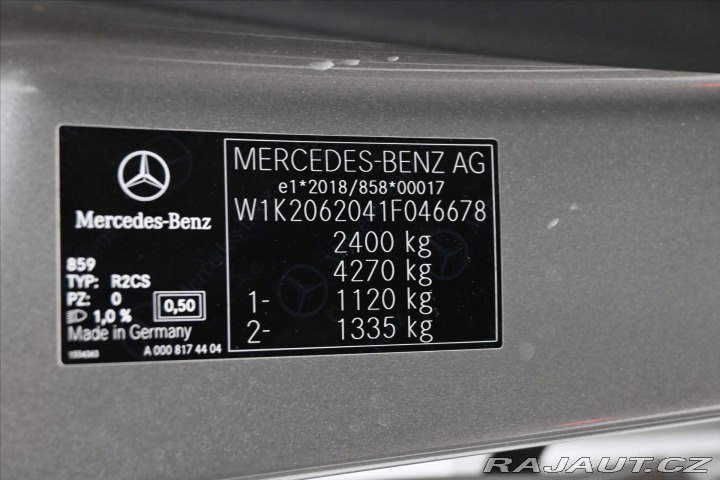 Mercedes-Benz
859
TYP: R2CS
PZ: 0
1,0 %
0,50
Made in Germany
A 000 817 44 04
MERCEDES-BENZ AG
e1*2018/858*00017
W1K2062041F046678
2400 kg
4270 kg
1- 1120 kg
2- 1335 kg
RAJAUT.CZ